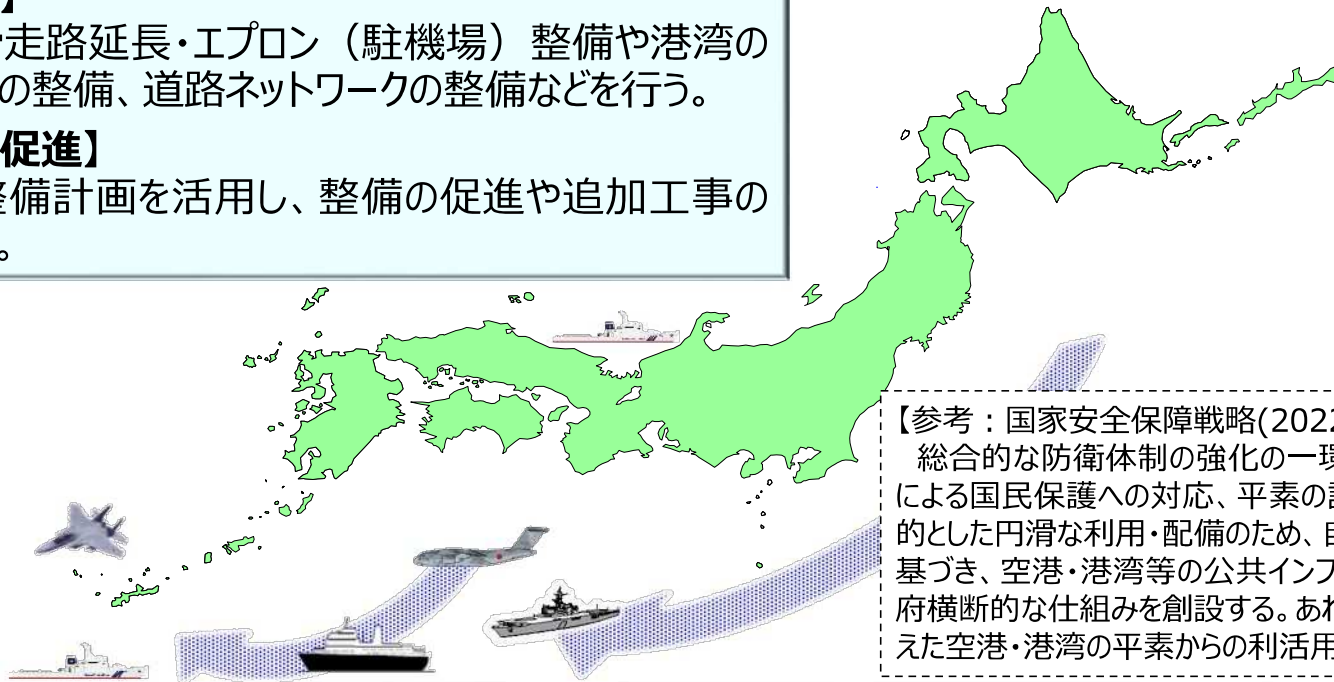 】
走路延長・エプロン（駐機場）整備や港湾の
の整備、道路ネットワークの整備などを行う。
促進】
整備計画を活用し、整備の促進や追加工事の
。
【参考：国家安全保障戦略(202
総合的な防衛体制の強化の一環
による国民保護への対応、平素の
的とした円滑な利用・配備のため、
基づき、空港・港湾等の公共インフ
府横断的な仕組みを創設する。あ
えた空港・港湾の平素からの利活用